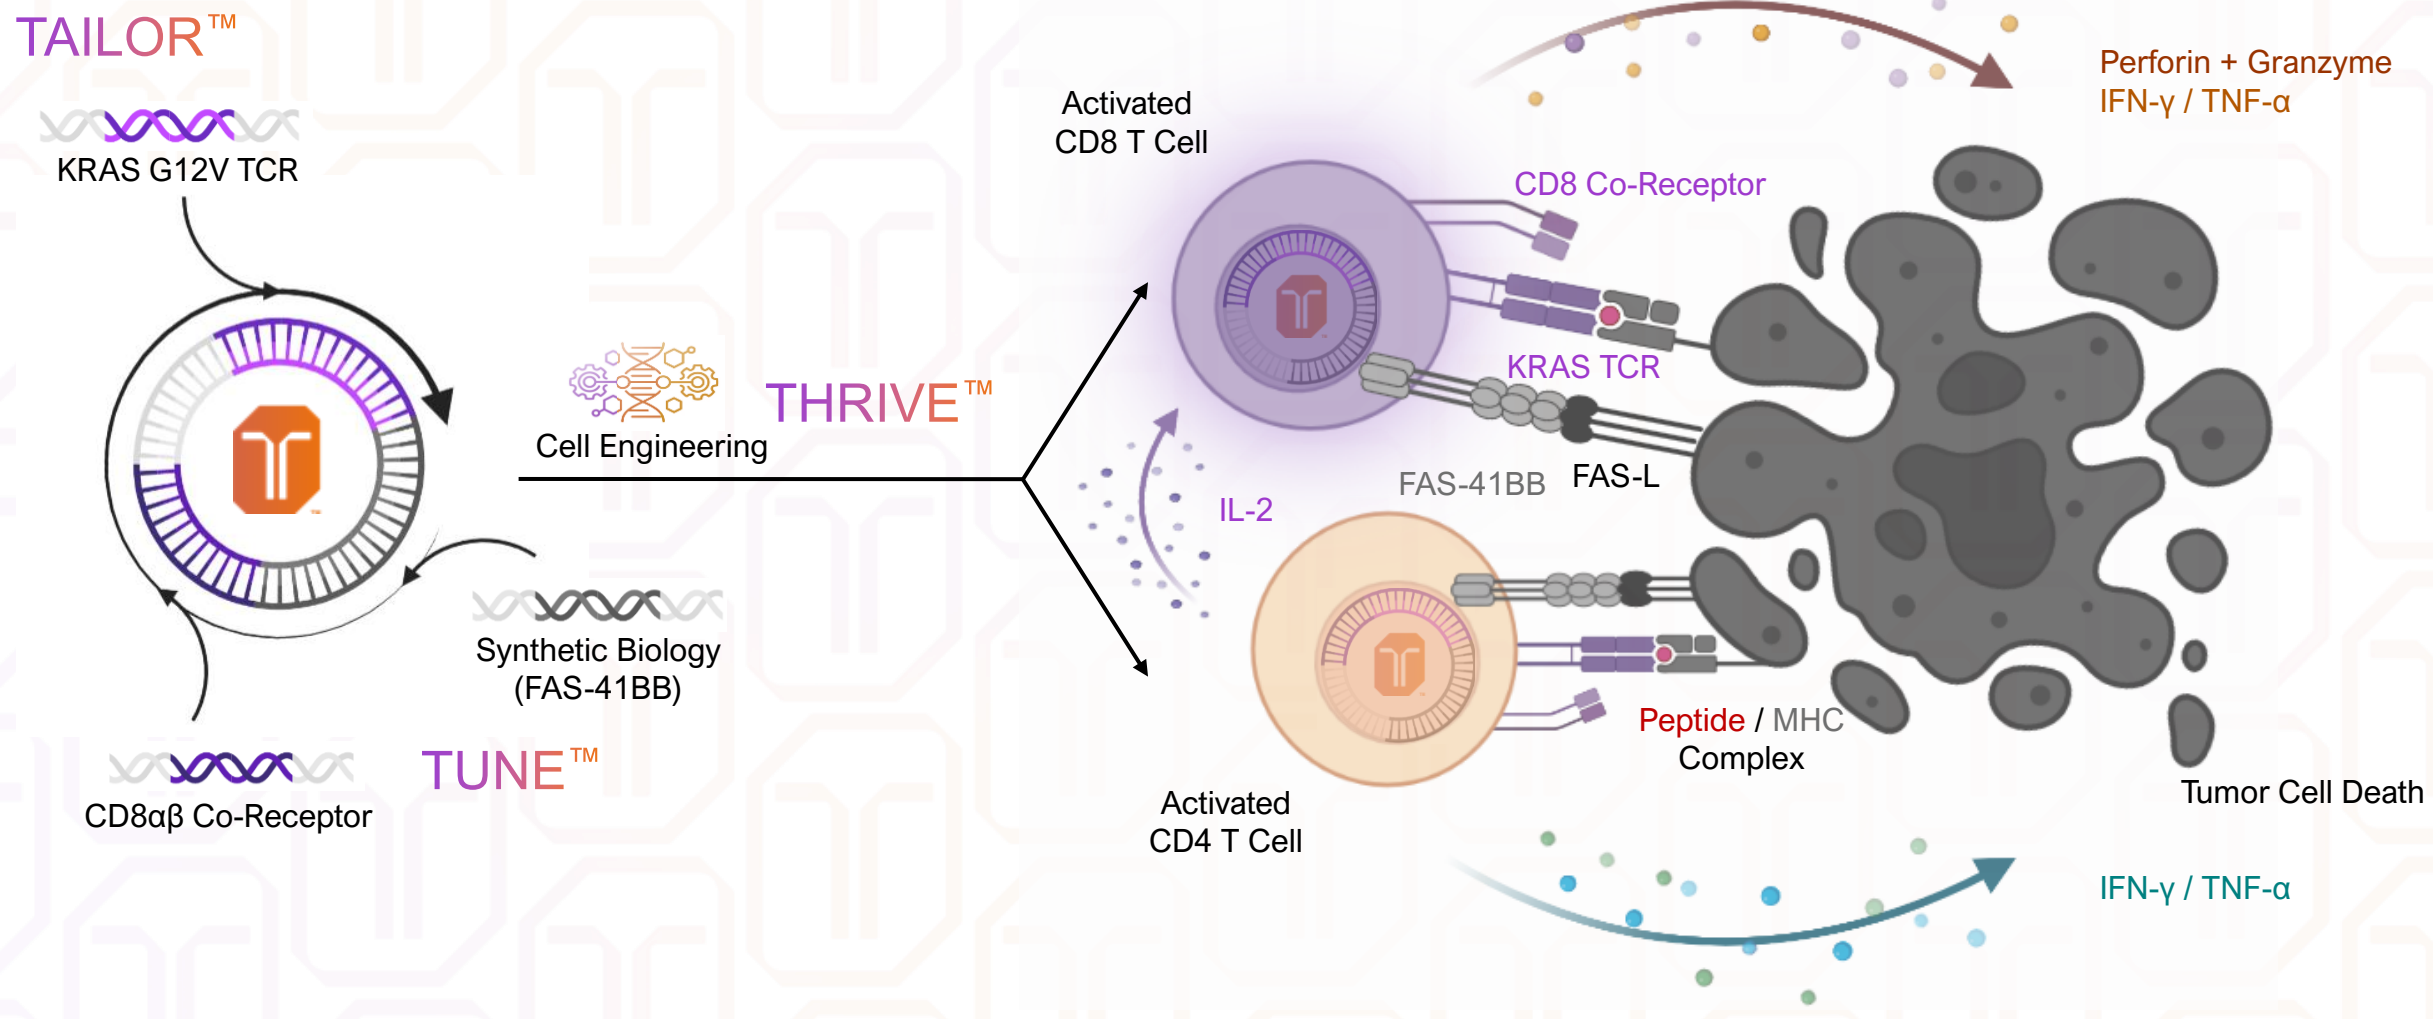 TAILOR™
KRAS G12V TCR
Cell Engineering
THRIVE™
Synthetic Biology
(FAS-41BB)
TUNE™
CD8αβ Co-Receptor
Activated
CD8 T Cell
CD8 Co-Receptor
KRAS TCR
FAS-41BB
FAS-L
IL-2
Peptide / MHC
Complex
Activated
CD4 T Cell
Perforin + Granzyme
IFN-γ / TNF-α
Tumor Cell Death
IFN-γ / TNF-α